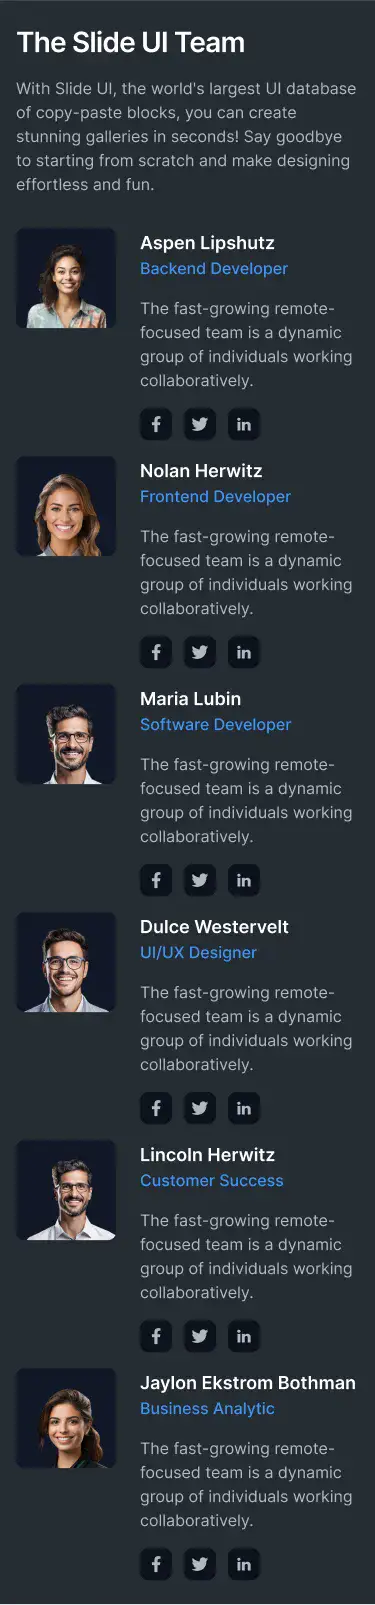 The Slide UI Team
With Slide UI, the world's largest UI database
of copy-paste blocks, you can create
stunning galleries in seconds! Say goodbye
to starting from scratch and make designing
effortless and fun.
Aspen Lipshutz
Backend Developer
The fast-growing remote-
focused team is a dynamic
group of individuals working
collaboratively.
Nolan Herwitz
Frontend Developer
The fast-growing remote-
focused team is a dynamic
group of individuals working
collaboratively.
Maria Lubin
Software Developer
The fast-growing remote-
focused team is a dynamic
group of individuals working
collaboratively.
Dulce Westervelt
UI/UX Designer
The fast-growing remote-
focused team is a dynamic
group of individuals working
collaboratively.
Lincoln Herwitz
Customer Success
The fast-growing remote-
focused team is a dynamic
group of individuals working
collaboratively.
Jaylon Ekstrom Bothman
Business Analytic
The fast-growing remote-
focused team is a dynamic
group of individuals working
collaboratively.